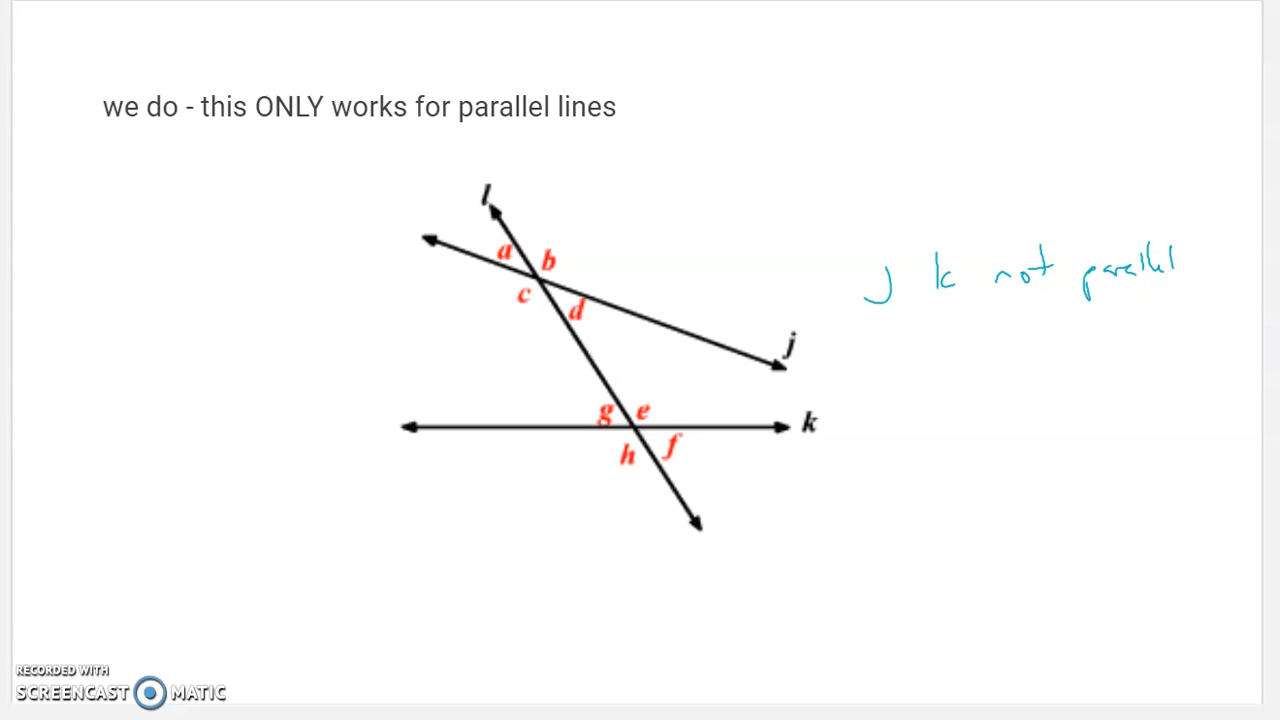 we do - this ONLY works for parallel lines
l
a b
c d
j
j k not parallel
g e
k
h f
RECORDED WITH
SCREENCAST MATIC